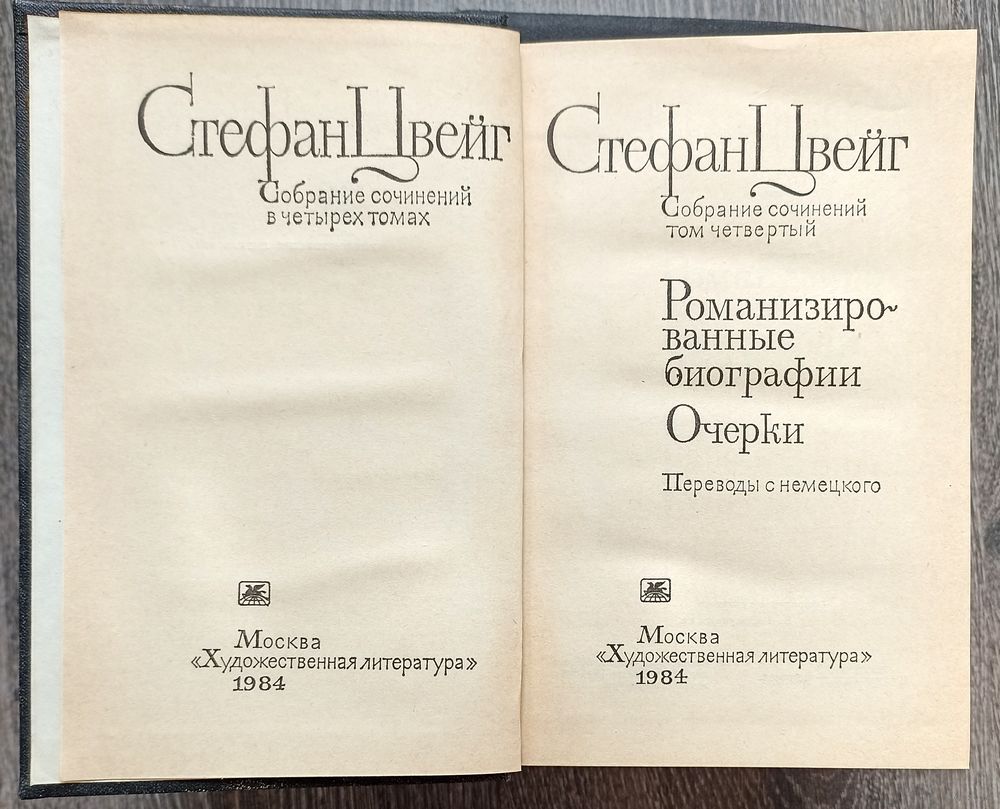 Стефан Цвейг
Собрание сочинений
в четырех томах
Москва
«Художественная литература»
1984
Стефан Цвейг
Собрание сочинений
том четвертый
Романизиро~
ванные
биографии
Очерки
Переводы с немецкого
Москва
«Художественная литература»
1984